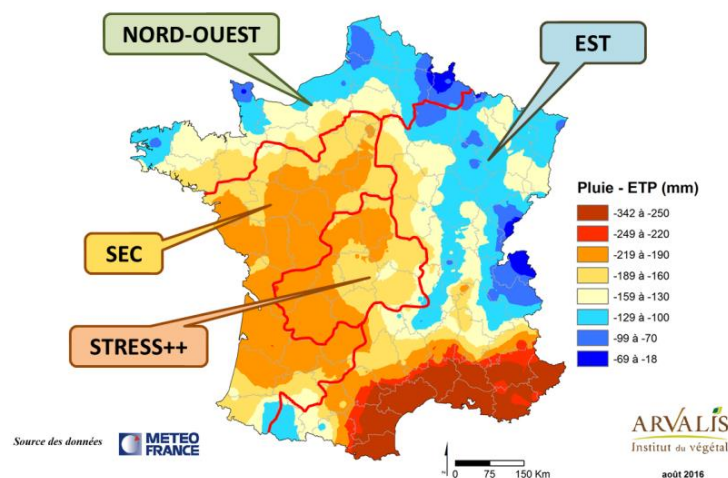 NORD-OUEST
EST
SEC
STRESS++
Pluie - ETP (mm)
-342 à -250
-249 à -220
-219 à -190
-189 à -160
-159 à -130
-129 à -100
-99 à -70
-69 à -18
Source des données
METEO
FRANCE
N
0 75 150 Km
ARVALIS
Institut du végétal
août 2016